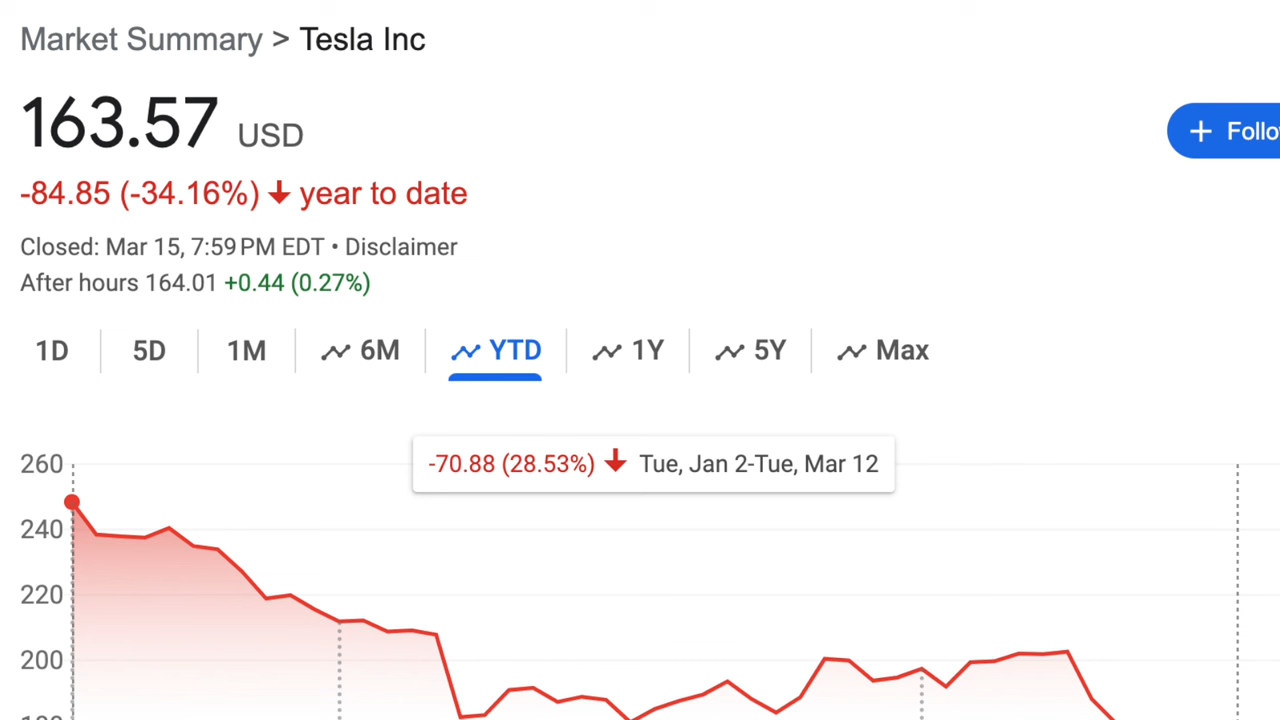 Market Summary > Tesla Inc
163.57 USD
+ Follo
-84.85 (-34.16%) ↓ year to date
Closed: Mar 15, 7:59 PM EDT • Disclaimer
After hours 164.01 +0.44 (0.27%)
1D 5D 1M 6M YTD 1Y 5Y Max
-70.88 (28.53%) ↓ Tue, Jan 2-Tue, Mar 12
260
240
220
200